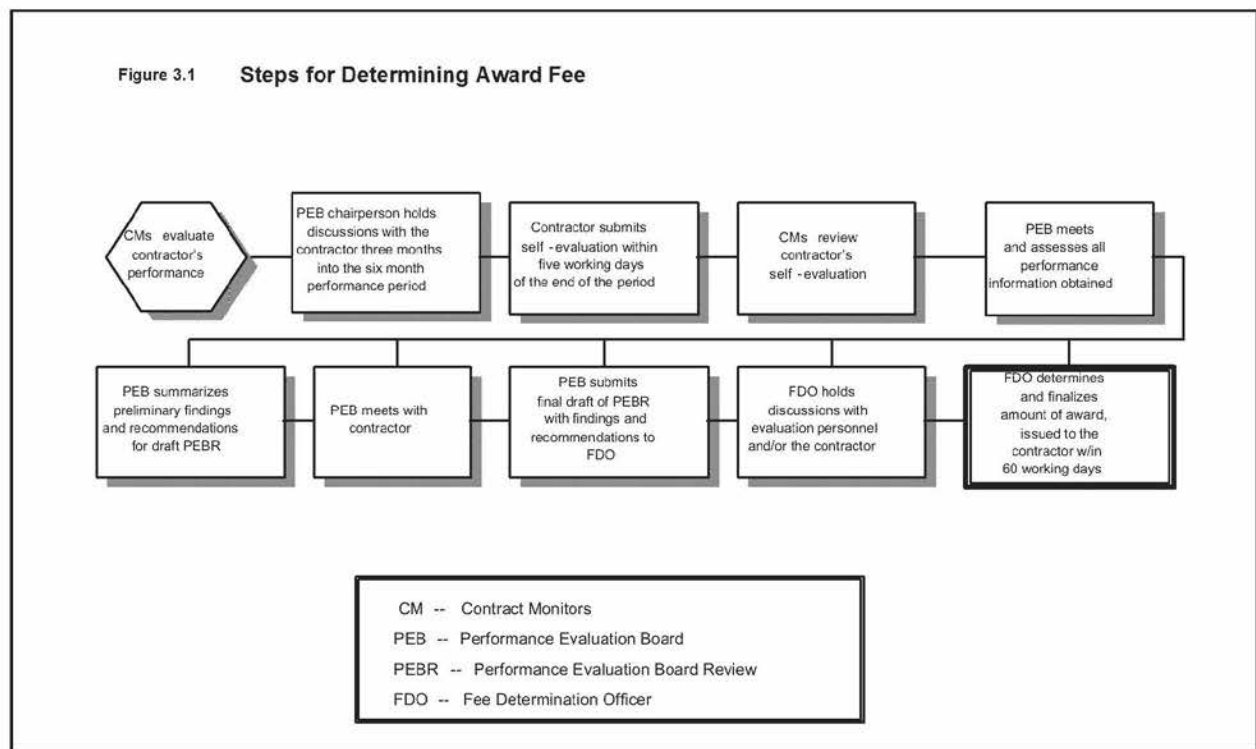 Figure 3.1 Steps for Determining Award Fee
CMs evaluate
contractor's
performance
PEB chairperson holds
discussions with the
contractor three months
into the six month
performance period
Contractor submits
self -evaluation within
five working days
of the end of the period
CMs review
contractor's
self -evaluation
PEB meets
and assesses all
performance
information obtained
PEB summarizes
preliminary findings
and recommendations
for draft PEBR
PEB meets with
contractor
PEB submits
final draft of PEBR
with findings and
recommendations to
FDO
FDO holds
discussions with
evaluation personnel
and/or the contractor
FDO determines
and finalizes
amount of award,
issued to the
contractor w/in
60 working days
CM -- Contract Monitors
PEB -- Performance Evaluation Board
PEBR -- Performance Evaluation Board Review
FDO -- Fee Determination Officer